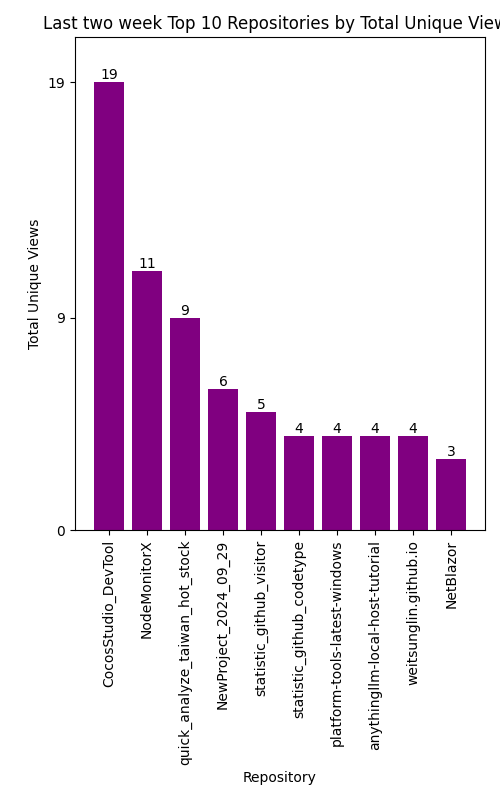 Last two week Top 10 Repositories by Total Unique View
19
11
9
6
5
4
4
4
4
3
19
9
0
Total Unique Views
CocosStudio_DevTool
NodeMonitorX
quick_analyze_taiwan_hot_stock
NewProject_2024_09_29
statistic_github_visitor
statistic_github_codetype
platform-tools-latest-windows
anythingllm-local-host-tutorial
weitsunglin.github.io
NetBlazor
Repository